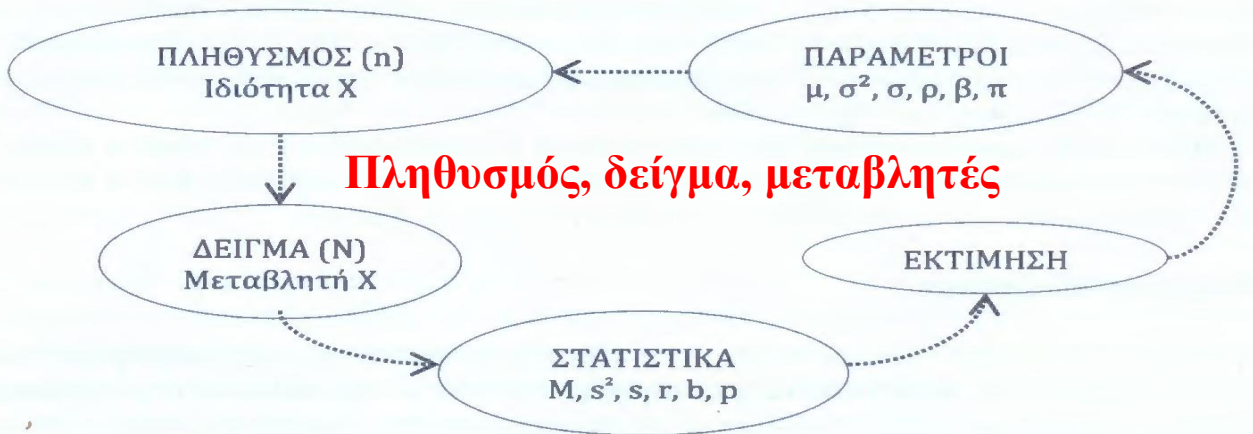 ΠΛΗΘΥΣΜΟΣ (n)
Ιδιότητα Χ
ΠΑΡΑΜΕΤΡΟΙ
μ, σ², σ, ρ, β, π
Πληθυσμός, δείγμα, μεταβλητές
ΔΕΙΓΜΑ (Ν)
Μεταβλητή Χ
ΕΚΤΙΜΗΣΗ
ΣΤΑΤΙΣΤΙΚΑ
M, s², s, r, b, p